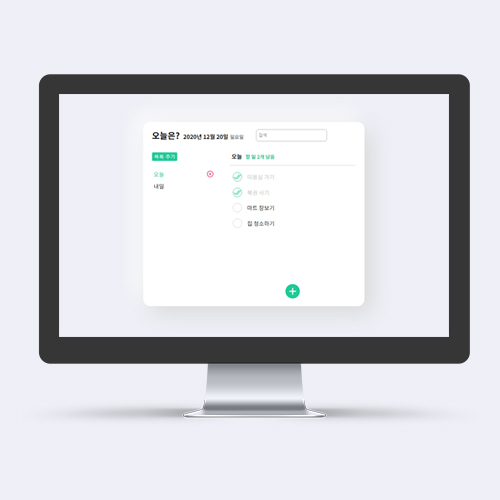 오늘은? 2020년 12월 20일 일요일 검색
목록 추가
오늘
내일
오늘 할 일 2개 남음
미용실 가기
복권 사기
마트 장보기
집 청소하기